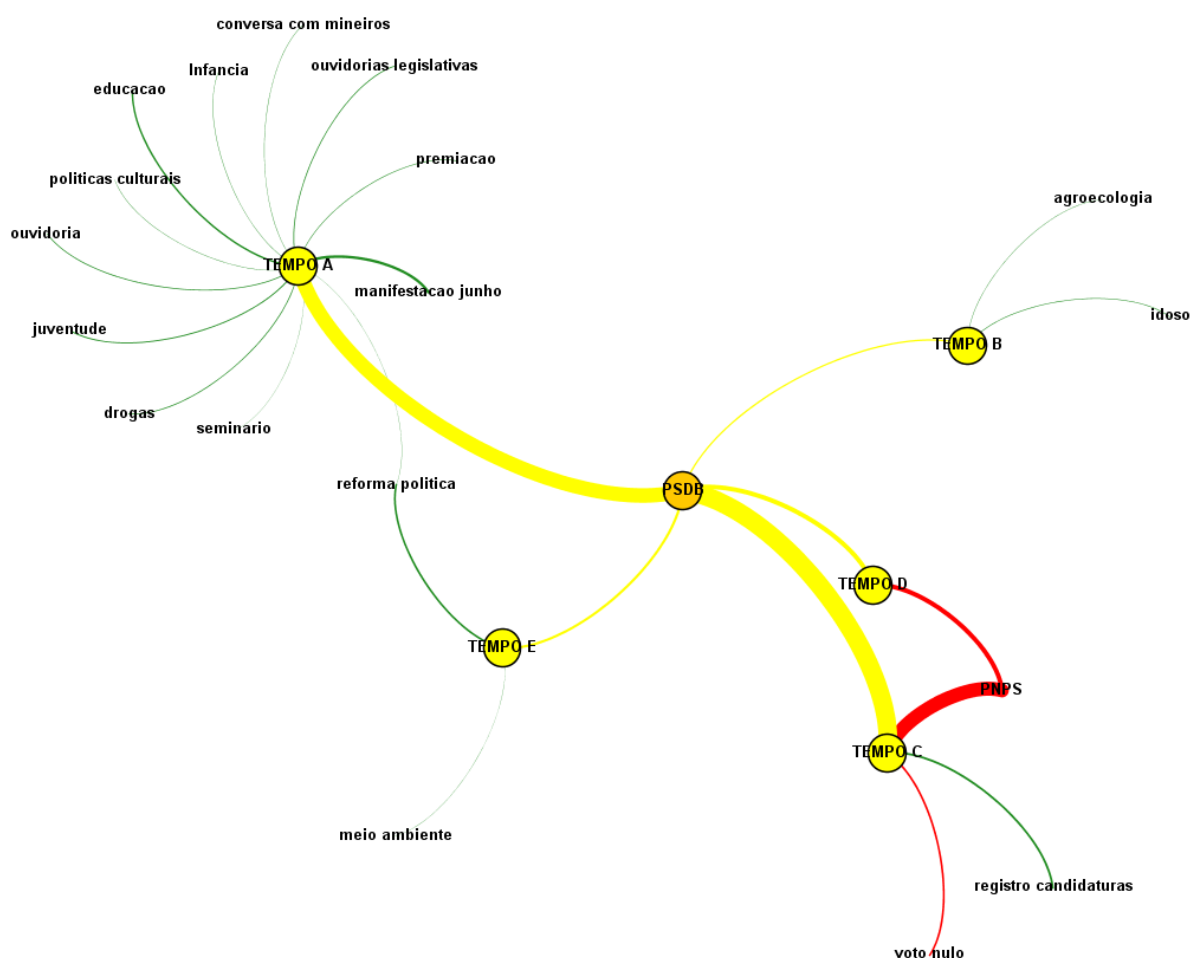 conversa com mineiros
Infancia
ouvidorias legislativas
educacao
premiacao
politicas culturais
agroecologia
ouvidoria
TEMPO A
manifestacao junho
idoso
juventude
TEMPO B
drogas
seminario
reforma politica
PSDB
TEMPO D
TEMPO E
PNPS
TEMPO C
meio ambiente
registro candidaturas
voto nulo